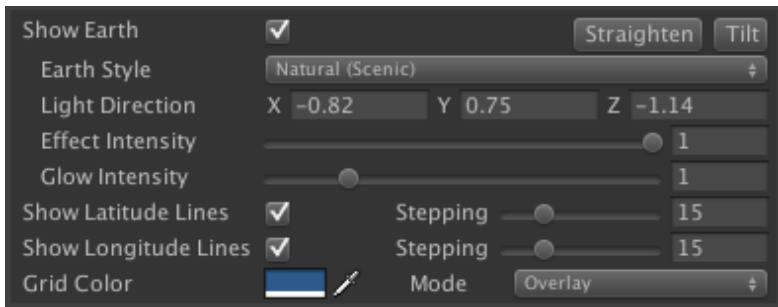 Show Earth Straighten Tilt
Earth Style Natural (Scenic)
Light Direction X -0.82 Y 0.75 Z -1.14
Effect Intensity 1
Glow Intensity 1
Show Latitude Lines Stepping 15
Show Longitude Lines Stepping 15
Grid Color Mode Overlay